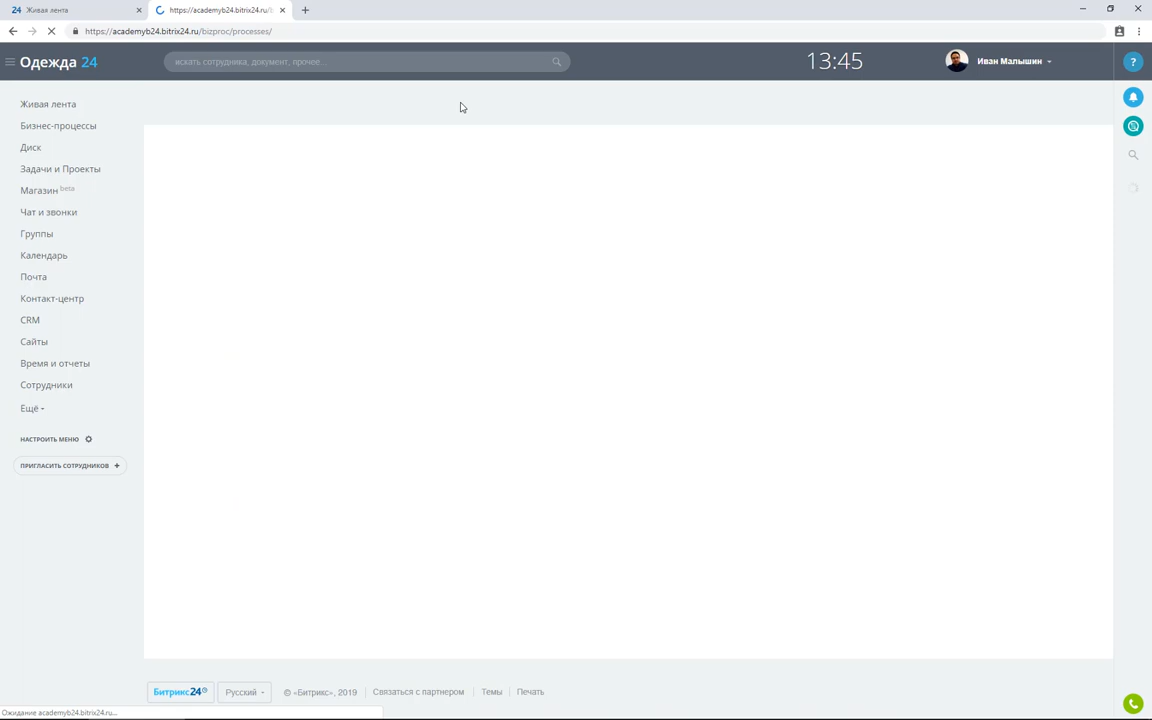 24 Живая лента
https://academyb24.bitrix24.ru/b
https://academyb24.bitrix24.ru/bizproc/processes/
Одежда 24
искать сотрудника, документ, прочее...
13:45
Иван Малышин
?
Живая лента
Бизнес-процессы
Диск
Задачи и Проекты
Магазин beta
Чат и звонки
Группы
Календарь
Почта
Контакт-центр
CRM
Сайты
Время и отчеты
Сотрудники
Ещё
НАСТРОИТЬ МЕНЮ
ПРИГЛАСИТЬ СОТРУДНИКОВ +
Битрикс24
Русский
© «Битрикс», 2019
Связаться с партнером
Темы
Печать
Ожидание academyb24.bitrix24.ru...